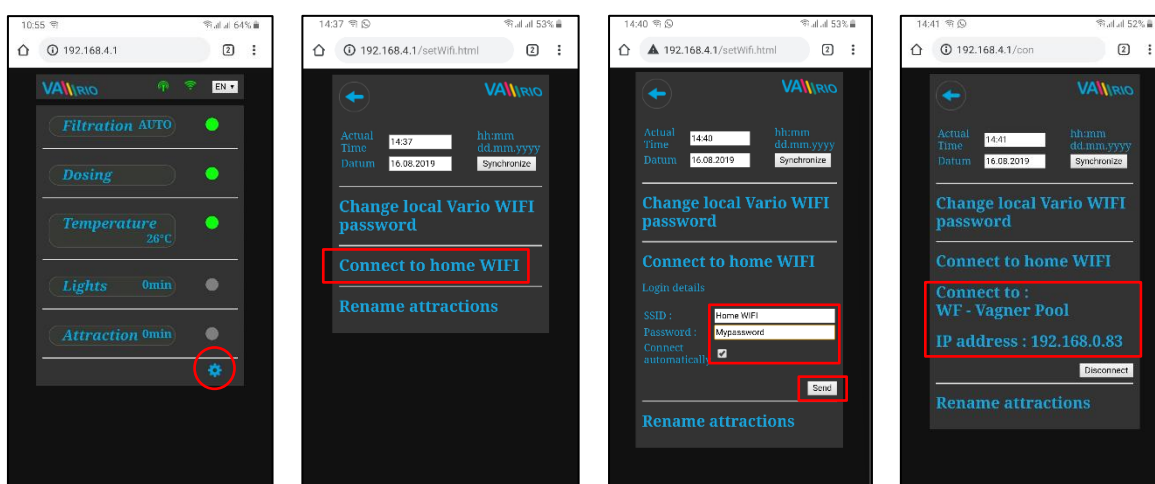 10:55 64%
192.168.4.1 2
VARIO EN
Filtration AUTO
Dosing
Temperature
26°C
Lights 0min
Attraction 0min
14:37 53%
192.168.4.1/setWifi.html 2
VARIO
Actual
Time 14:37 hh:mm
dd.mm.yyyy
Datum 16.08.2019 Synchronize
Change local Vario WIFI
password
Connect to home WIFI
Rename attractions
14:40 53%
192.168.4.1/setWifi.html 2
VARIO
Actual
Time 14:40 hh:mm
dd.mm.yyyy
Datum 16.08.2019 Synchronize
Change local Vario WIFI
password
Connect to home WIFI
Login details
SSID : Home WIFI
Password : Mypassword
Connect
automatically
Send
Rename attractions
14:41 52%
192.168.4.1/con 2
VARIO
Actual
Time 14:41 hh:mm
dd.mm.yyyy
Datum 16.08.2019 Synchronize
Change local Vario WIFI
password
Connect to home WIFI
Connect to :
WF - Vagner Pool
IP address : 192.168.0.83
Disconnect
Rename attractions